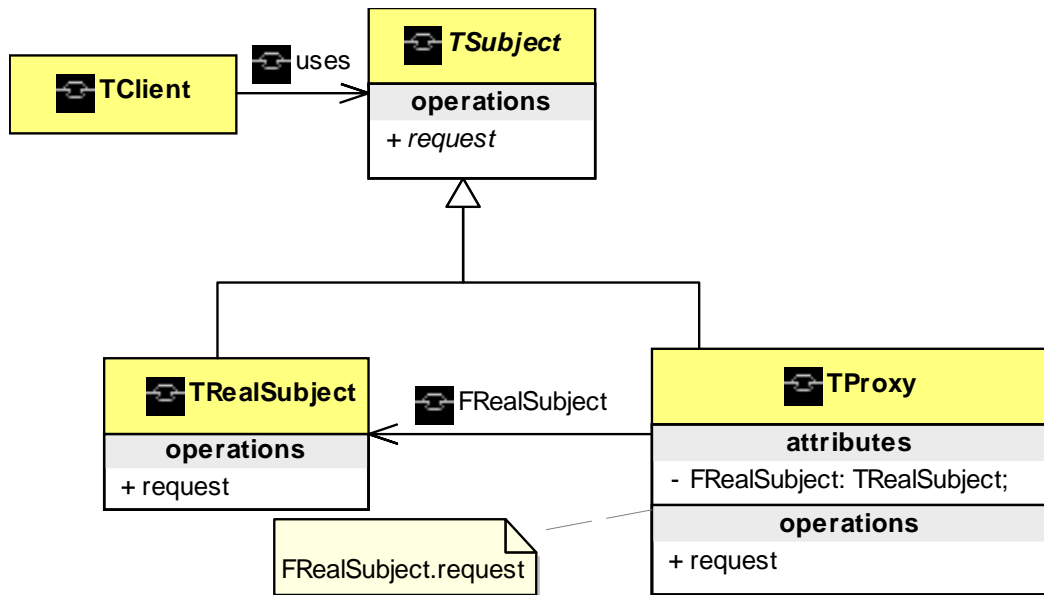 TSubject
uses
TClient
operations
+ request
TRealSubject
FRealSubject
TProxy
operations
attributes
+ request
- FRealSubject: TRealSubject;
operations
FRealSubject.request
+ request